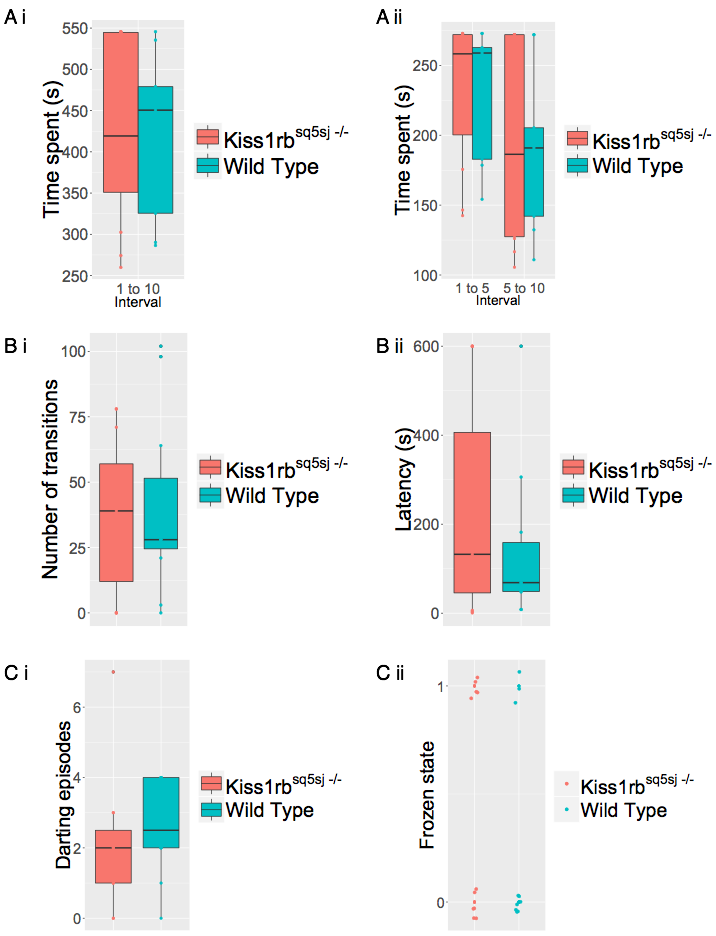 A i
550
500
450
400
350
300
250
Time spent (s)
1 to 10
Interval
Kiss1rb^sq5sj -/-
Wild Type
A ii
250
200
150
100
Time spent (s)
1 to 5 5 to 10
Interval
Kiss1rb^sq5sj -/-
Wild Type
B i
100
75
50
25
0
Number of transitions
Kiss1rb^sq5sj -/-
Wild Type
B ii
600
400
200
0
Latency (s)
Kiss1rb^sq5sj -/-
Wild Type
C i
6
4
2
0
Darting episodes
Kiss1rb^sq5sj -/-
Wild Type
C ii
1
0
Frozen state
Kiss1rb^sq5sj -/-
Wild Type